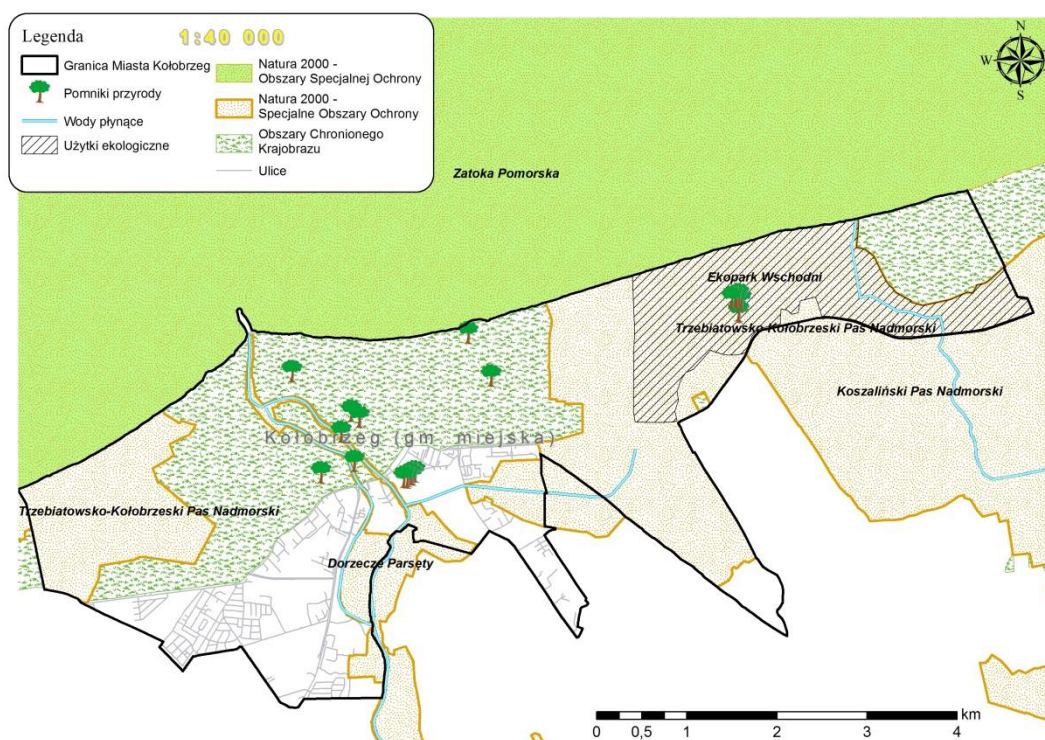 Legenda
1:40 000
Granica Miasta Kołobrzeg
Pomniki przyrody
Wody płynące
Użytki ekologiczne
Natura 2000 -
Obszary Specjalnej Ochrony
Natura 2000 -
Specjalne Obszary Ochrony
Obszary Chronionego
Krajobrazu
Ulice
N
W
E
S
Zatoka Pomorska
Ekopark Wschodni
Trzebiatowsko-Kołobrzeski Pas Nadmorski
Koszaliński Pas Nadmorski
Kołobrzeg (gm. miejska)
Trzebiatowsko-Kołobrzeski Pas Nadmorski
Dorzecze Parsęty
km
0 0,5 1 2 3 4